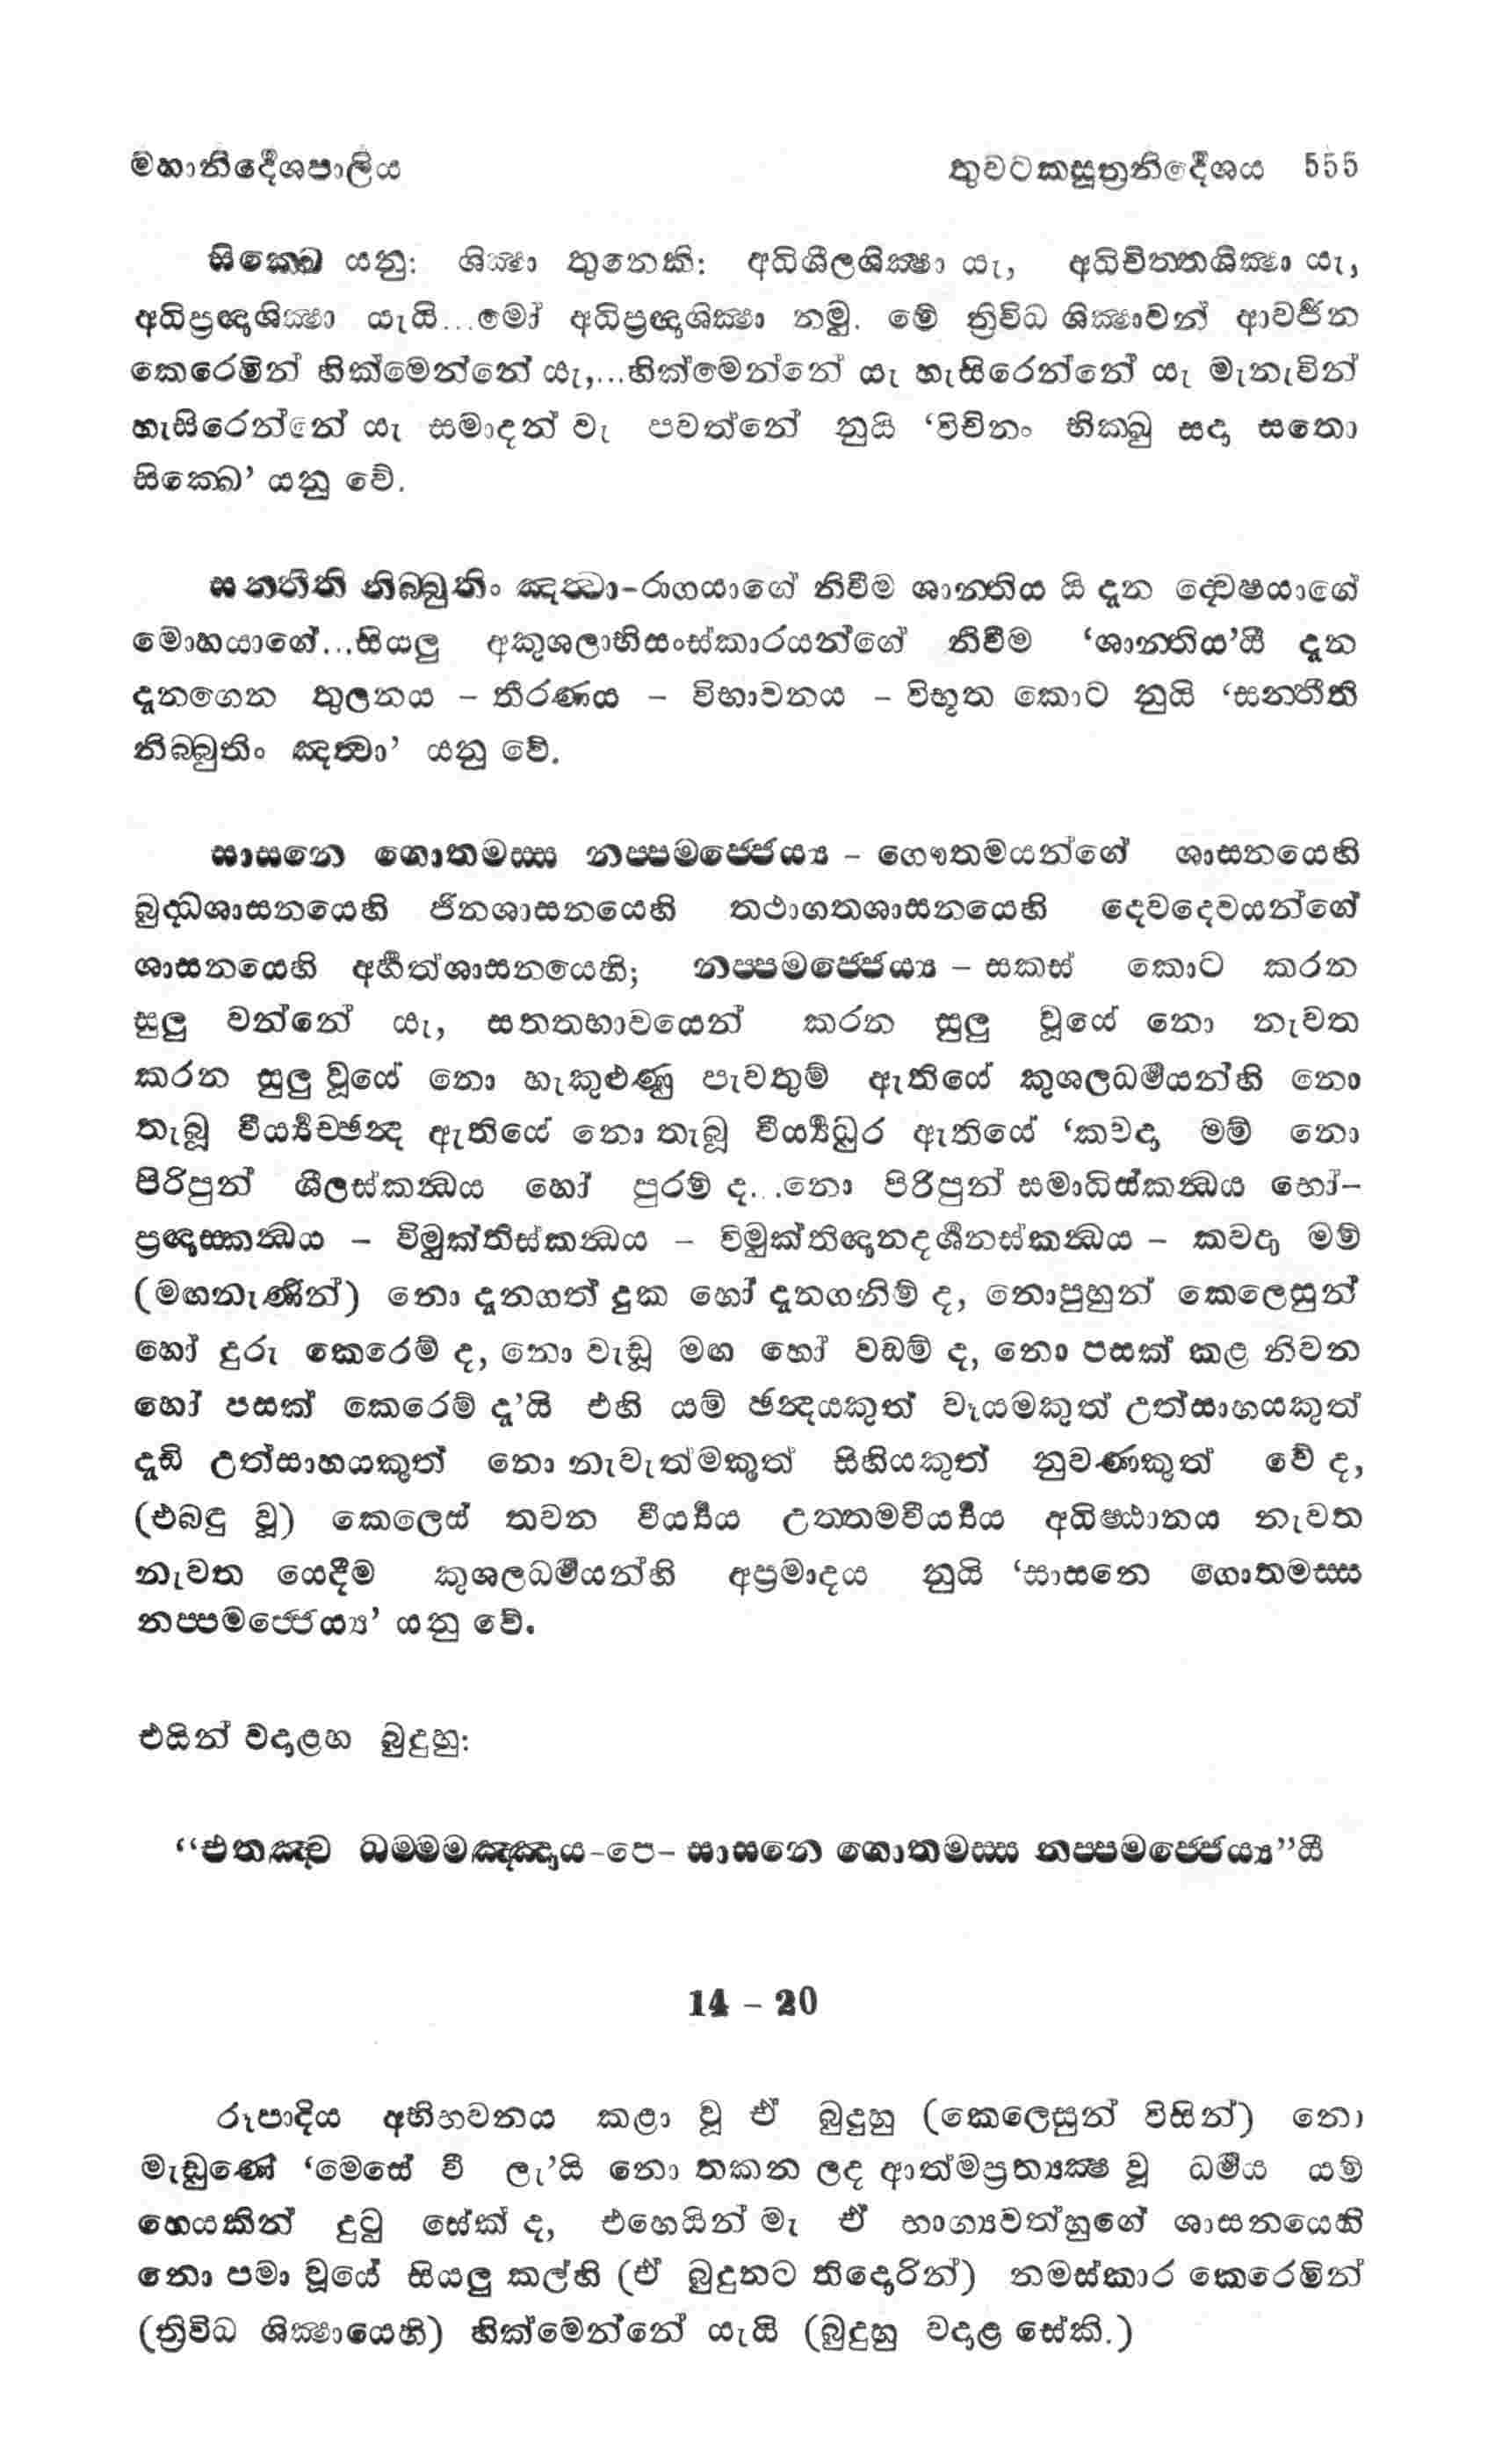 මහානිර්දේශපාලිය තුවටකසූත්‍රනිර්දේශය 555
සික්ඛෙ යනු: ශික්ෂා තුනෙකි: අධිශීලශික්ෂා යැ, අධිචිත්තශික්ෂා යැ,
අධිප්‍රඥාශික්ෂා යැයි...මෝ අධිප්‍රඥාශික්ෂා නමු. මේ ත්‍රිවිධ ශික්ෂාවන් ආවර්ජන
කෙරෙමින් හික්මෙන්නේ යැ,...හික්මෙන්නේ යැ හැසිරෙන්නේ යැ මැනැවින්
හැසිරෙන්නේ යැ සමාදන් වැ පවත්නේ නුයි ‘විචිනං භික්ඛු සදා සතො
සික්ඛෙ’ යනු වේ.
සන්තීති නිබ්බුතිං ඤත්වා-රාගයාගේ නිවීම ශාන්තිය යි දැන ද්වේෂයාගේ
මොහයාගේ...සියලු අකුශලාභිසංස්කාරයන්ගේ නිවීම ‘ශාන්තිය’යි දැන
දැනගෙන තුලනය – තීරණය – විභාවනය – විභූත කොට නුයි ‘සන්තීති
නිබ්බුතිං ඤත්වා’ යනු වේ.
සාසනෙ ගොතමස්ස නප්පමජ්ජෙය්‍ය – ගෞතමයන්ගේ ශාසනයෙහි
බුද්ධශාසනයෙහි ජිනශාසනයෙහි තථාගතශාසනයෙහි දෙවදෙවයන්ගේ
ශාසනයෙහි අර්හත්ශාසනයෙහි; නප්පමජ්ජෙය්‍ය – සකස් කොට කරන
සුලු වන්නේ යැ, සතතභාවයෙන් කරන සුලු වූයේ නො නැවත
කරන සුලු වූයේ නො හැකුළුණු පැවතුම් ඇතියේ කුශලධර්මයන්හි නො
තැබූ වීර්‍ය්‍යච්ඡන්ද ඇතියේ නො තැබූ වීර්‍ය්‍යධුර ඇතියේ ‘කවදා මම් නො
පිරිපුන් ශීලස්කන්ධය හෝ පුරම් ද...නො පිරිපුන් සමාධිස්කන්ධය හෝ–
ප්‍රඥාස්කන්ධය – විමුක්තිස්කන්ධය – විමුක්තිඥානදර්ශනස්කන්ධය – කවදා මම්
(මඟනැණින්) නො දැනගත් දුක හෝ දැනගනිම් ද, නොපුහුන් කෙලෙසුන්
හෝ දුරු කෙරෙම් ද, නො වැඩූ මඟ හෝ වඩම් ද, නො පසක් කළ නිවන
හෝ පසක් කෙරෙම් දැ’යි එහි යම් ඡන්දයකුත් වෑයමකුත් උත්සාහයකුත්
දැඩි උත්සාහයකුත් නො නැවැත්මකුත් සිහියකුත් නුවණකුත් වේ ද,
(එබඳු වූ) කෙලෙස් තවන වීර්‍ය්‍යය උත්තමවීර්‍ය්‍යය අධිෂ්ඨානය නැවත
නැවත යෙදීම කුශලධර්මයන්හි අප්‍රමාදය නුයි ‘සාසනෙ ගොතමස්ස
නප්පමජ්ජෙය්‍ය’ යනු වේ.
එයින් වදාළහ බුදුහු:
“එතඤ්ච ධම්මමඤ්ඤාය-පෙ- සාසනෙ ගොතමස්ස නප්පමජ්ජෙය්‍ය”යි
14 – 20
රූපාදිය අභිභවනය කළා වූ ඒ බුදුහු (කෙලෙසුන් විසින්) නො
මැඩුණේ ‘මෙසේ වී ලැ’යි නො තකන ලද ආත්මප්‍රත්‍යක්ෂ වූ ධර්මය යම්
හෙයකින් දුටු සේක් ද, එහෙයින් මැ ඒ භාග්‍යවත්හුගේ ශාසනයෙහි
නො පමා වූයේ සියලු කල්හි (ඒ බුදුනට තිදොරින්) නමස්කාර කෙරෙමින්
(ත්‍රිවිධ ශික්ෂායෙහි) හික්මෙන්නේ යැයි (බුදුහු වදාළ සේකි.)